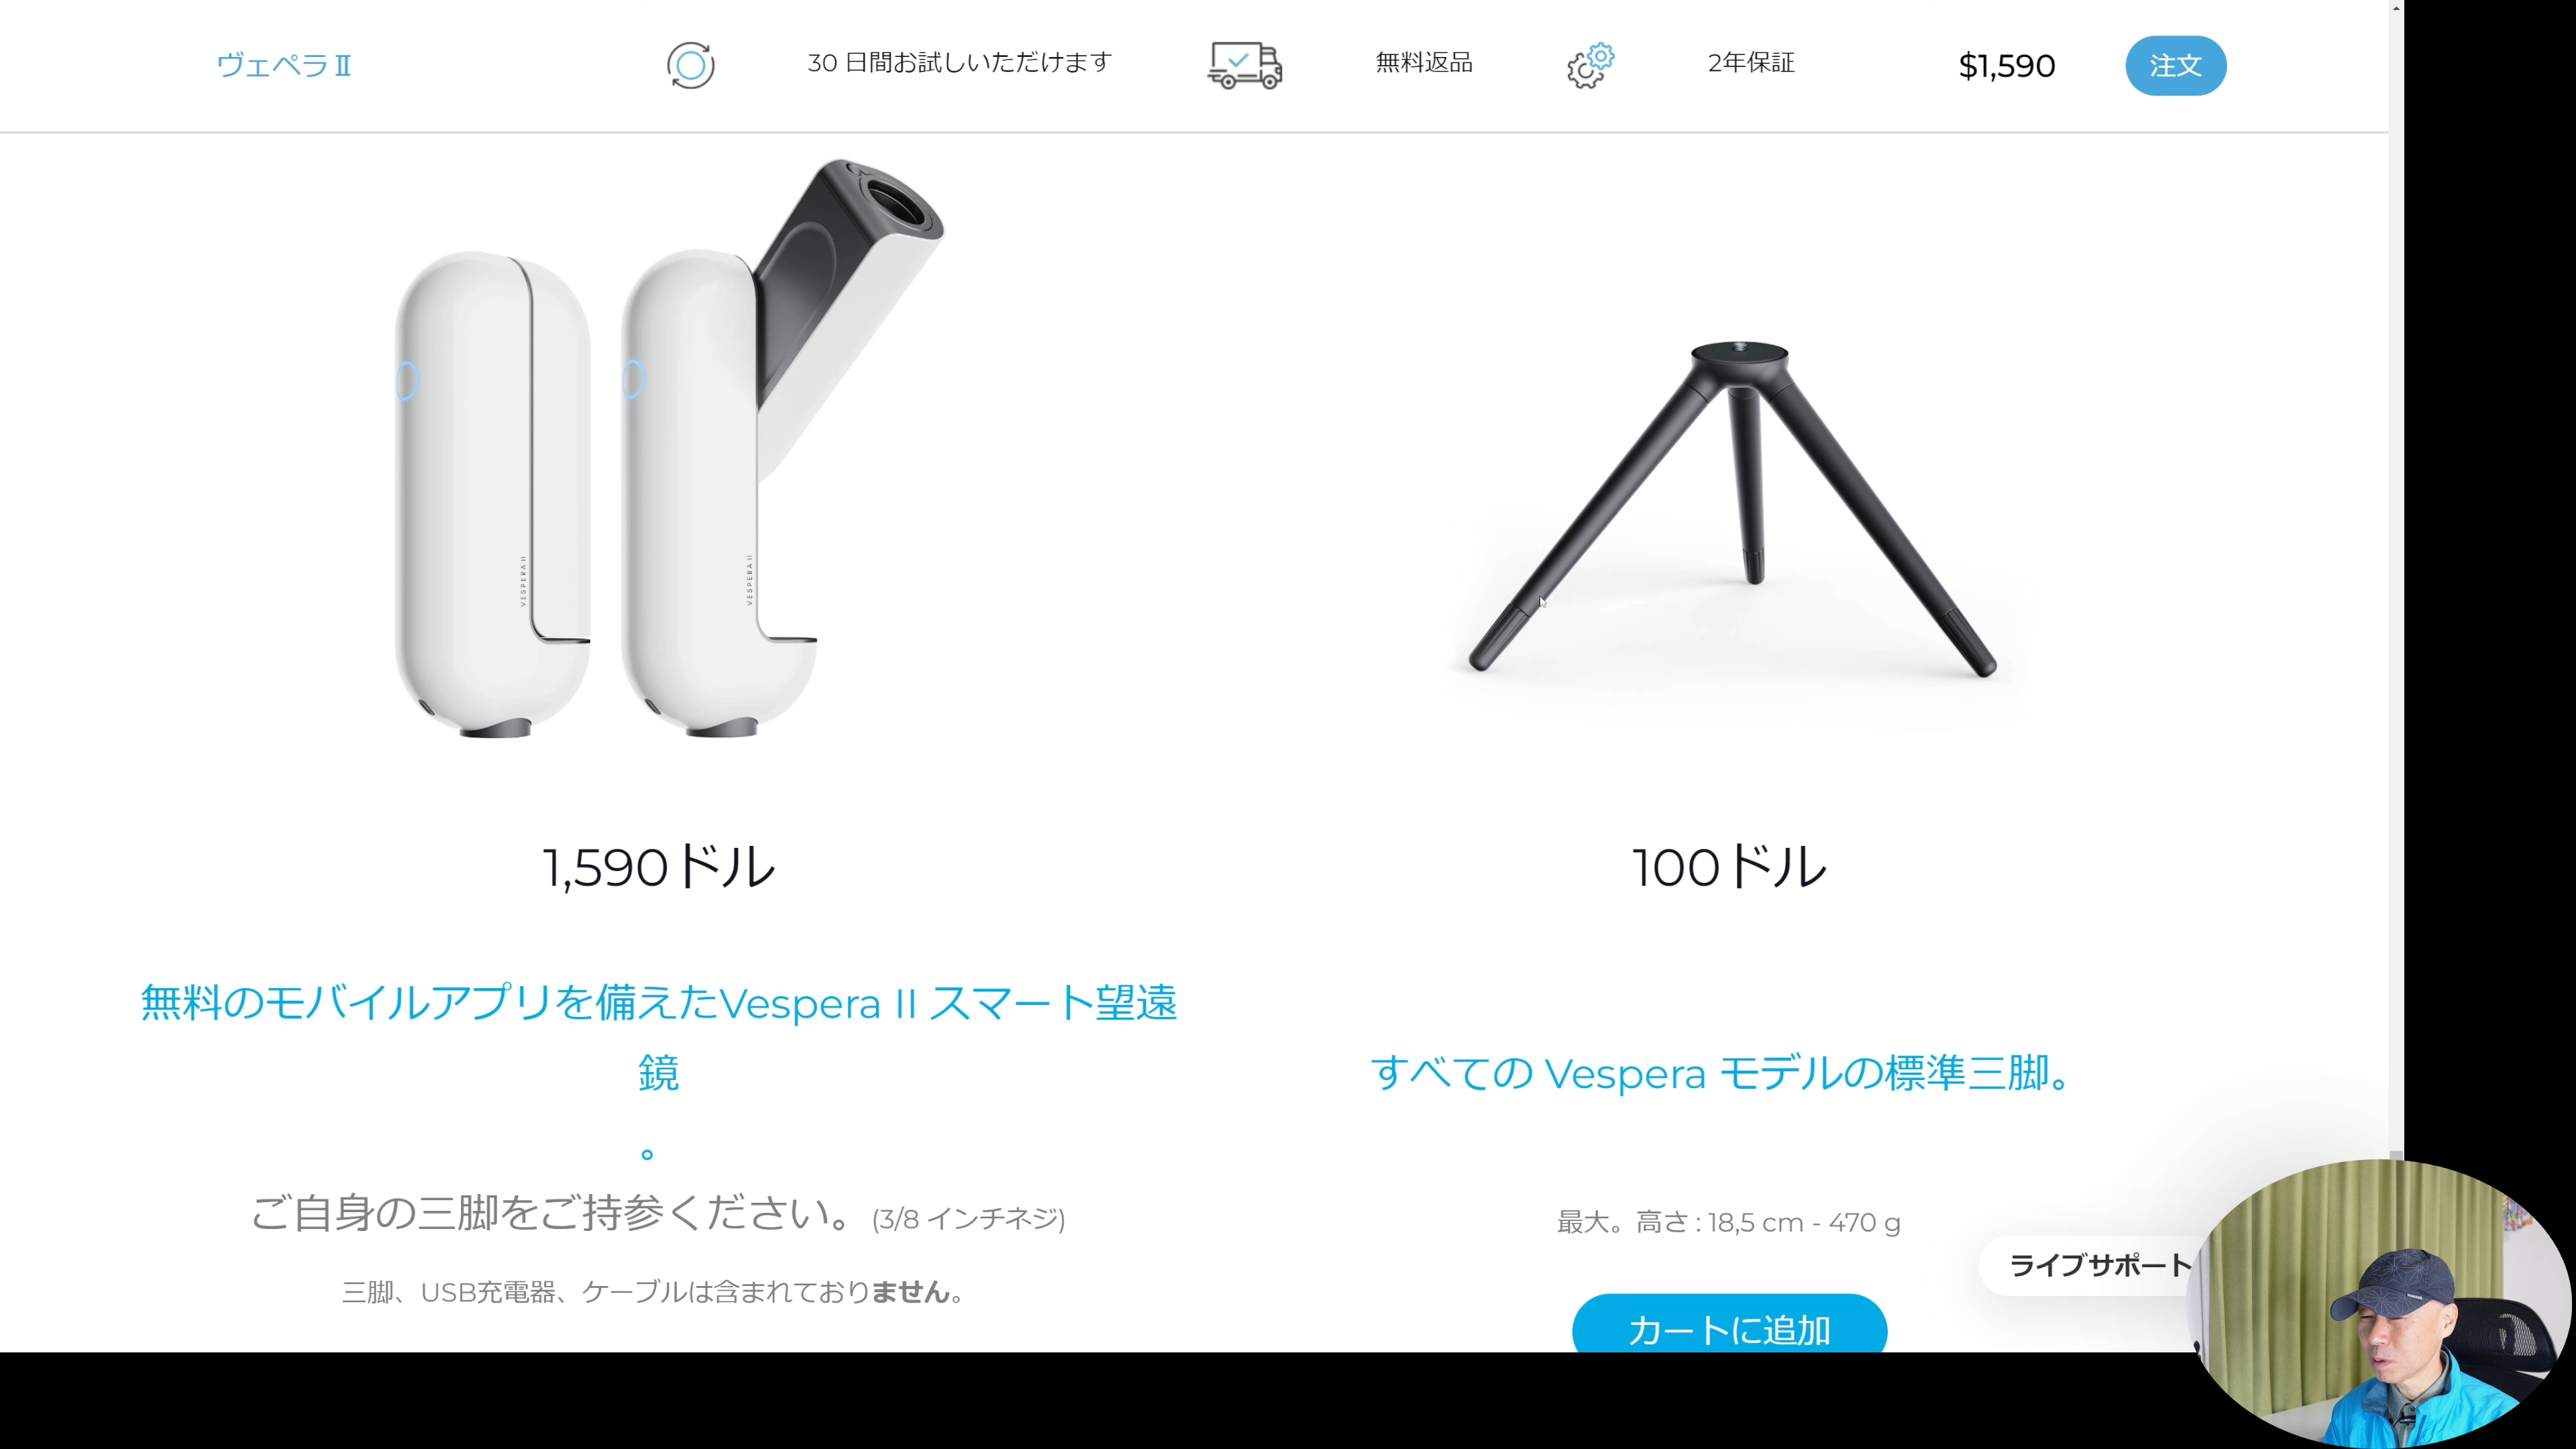 ヴェペラⅡ
30 日間お試しいただけます
無料返品
2年保証
$1,590
注文
VESPERA II
VESPERA II
1,590ドル
100ドル
無料のモバイルアプリを備えたVespera II スマート望遠
鏡
。
すべての Vespera モデルの標準三脚。
ご自身の三脚をご持参ください。(3/8 インチネジ)
最大。高さ : 18,5 cm - 470 g
三脚、USB充電器、ケーブルは含まれておりません。
ライブサポート
カートに追加